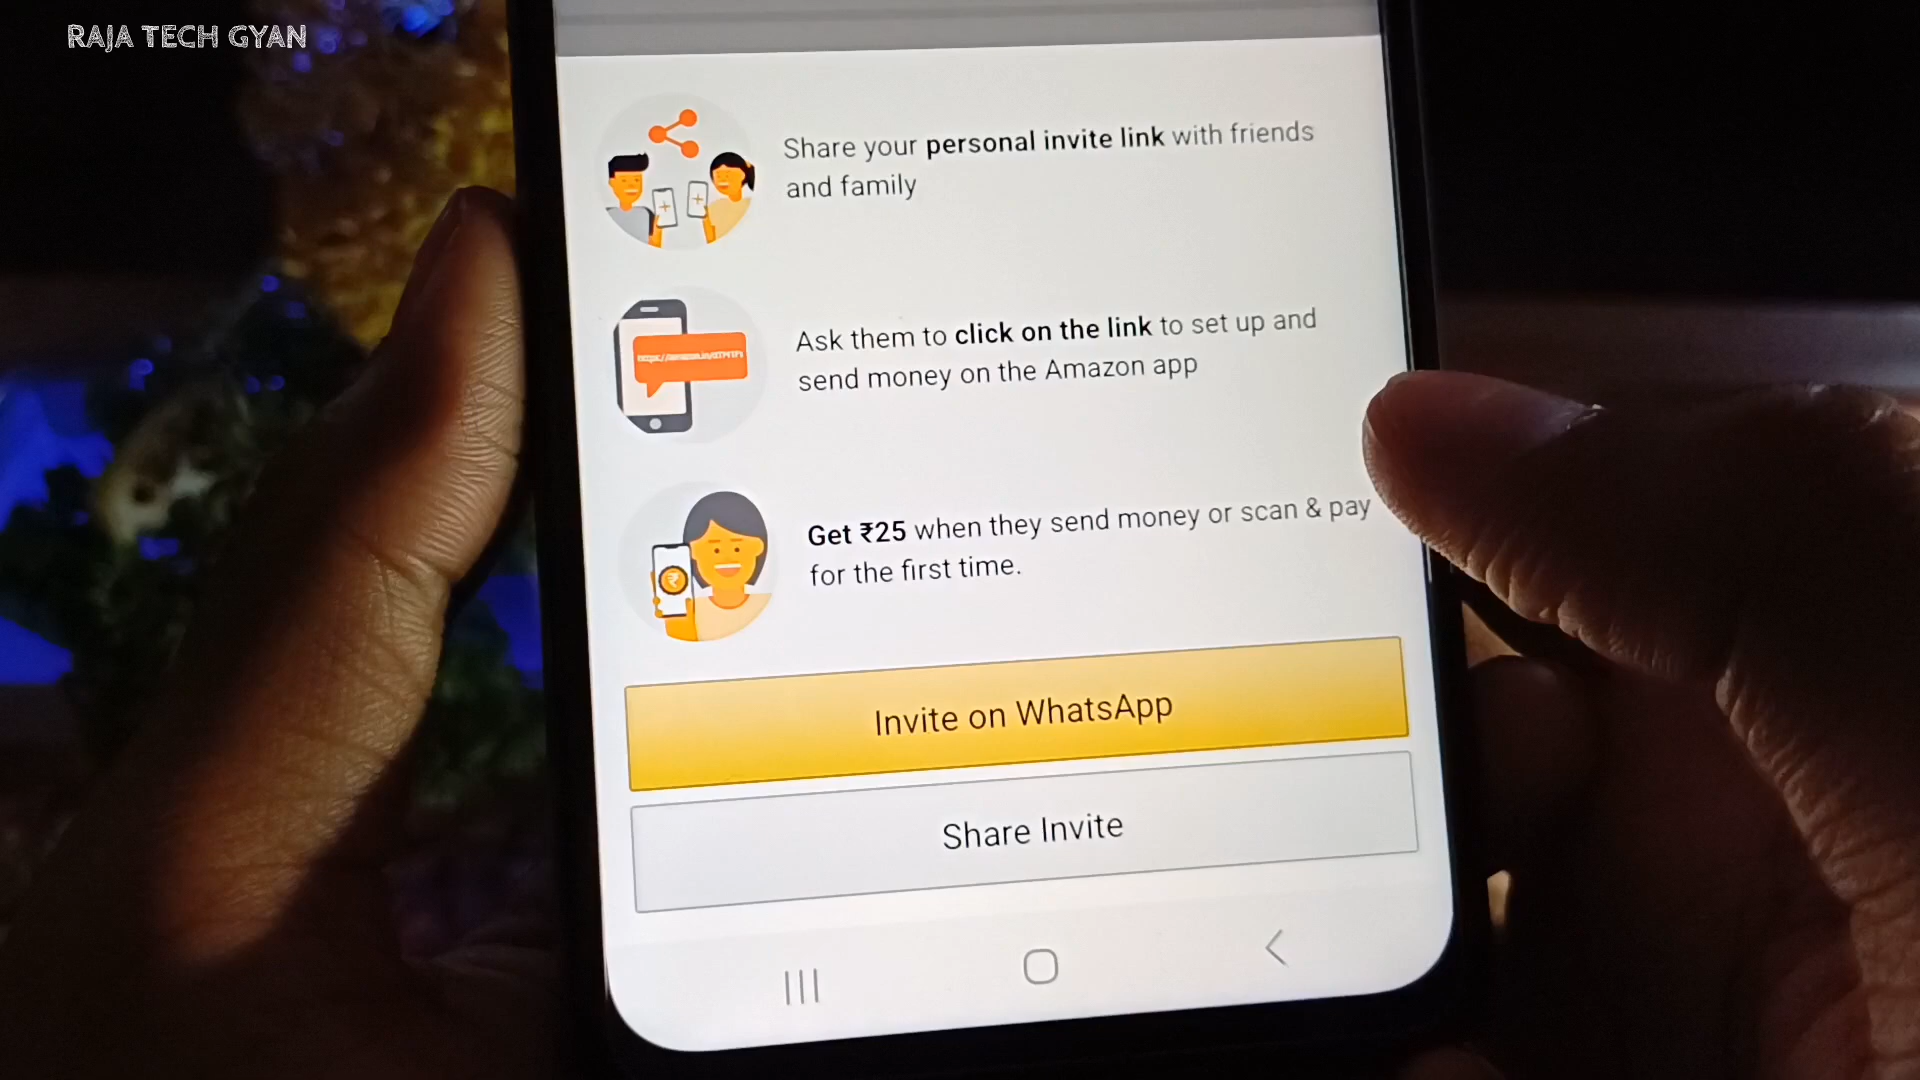 RAJA TECH GYAN
Share your personal invite link with friends
and family
Ask them to click on the link to set up and
send money on the Amazon app
Get ₹25 when they send money or scan & pay
for the first time.
Invite on WhatsApp
Share Invite